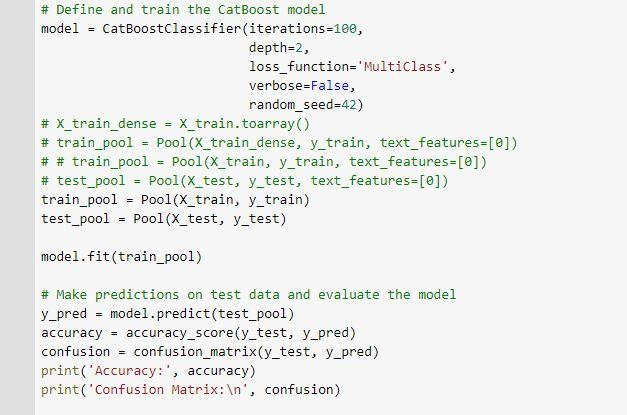 # Define and train the CatBoost model
model = CatBoostClassifier(iterations=100,
                           depth=2,
                           loss_function='MultiClass',
                           verbose=False,
                           random_seed=42)
# X_train_dense = X_train.toarray()
# train_pool = Pool(X_train_dense, y_train, text_features=[0])
# # train_pool = Pool(X_train, y_train, text_features=[0])
# test_pool = Pool(X_test, y_test, text_features=[0])
train_pool = Pool(X_train, y_train)
test_pool = Pool(X_test, y_test)

model.fit(train_pool)

# Make predictions on test data and evaluate the model
y_pred = model.predict(test_pool)
accuracy = accuracy_score(y_test, y_pred)
confusion = confusion_matrix(y_test, y_pred)
print('Accuracy:', accuracy)
print('Confusion Matrix:\n', confusion)